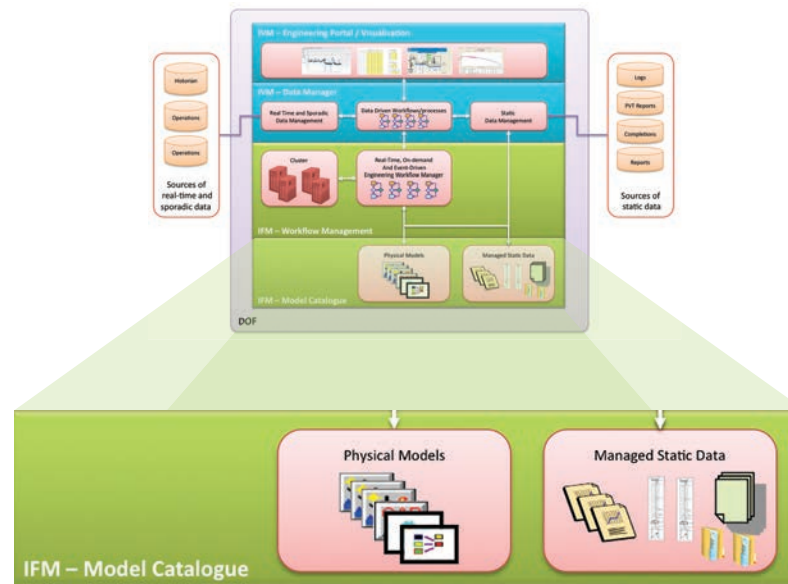 IVM – Engineering Portal / Visualisation
IVM – Data Manager
Historian
Operations
Operations
Sources of
real-time and
sporadic data
Real Time and Sporadic
Data Management
Data Driven Workflows/processes
Static
Data Management
Logs
PVT Reports
Completions
Reports
Sources of
static data
Cluster
Real-Time, On-demand
And Event-Driven
Engineering Workflow Manager
IFM – Workflow Management
Physical Models
Managed Static Data
IFM – Model Catalogue
DOF
Physical Models
Managed Static Data
IFM – Model Catalogue